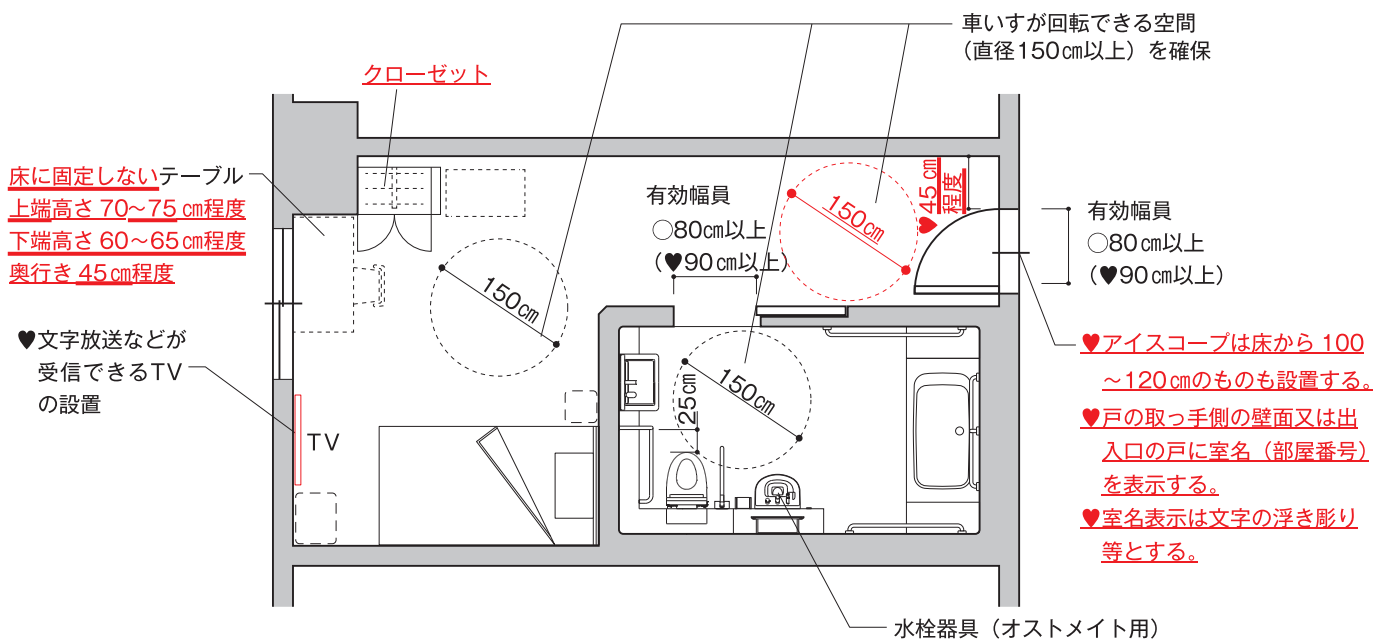 車いすが回転できる空間
（直径150㎝以上）を確保
クローゼット
床に固定しないテーブル
上端高さ 70～75 ㎝程度
下端高さ 60～65 ㎝程度
奥行き 45 ㎝程度
♥文字放送などが
受信できるTV
の設置
TV
150㎝
有効幅員
○80㎝以上
（♥90㎝以上）
150㎝
♥45 ㎝
程度
有効幅員
○80㎝以上
（♥90㎝以上）
150㎝
25㎝
♥アイスコープは床から 100
～120 ㎝のものも設置する。
♥戸の取っ手側の壁面又は出
入口の戸に室名（部屋番号）
を表示する。
♥室名表示は文字の浮き彫り
等とする。
水栓器具（オストメイト用）